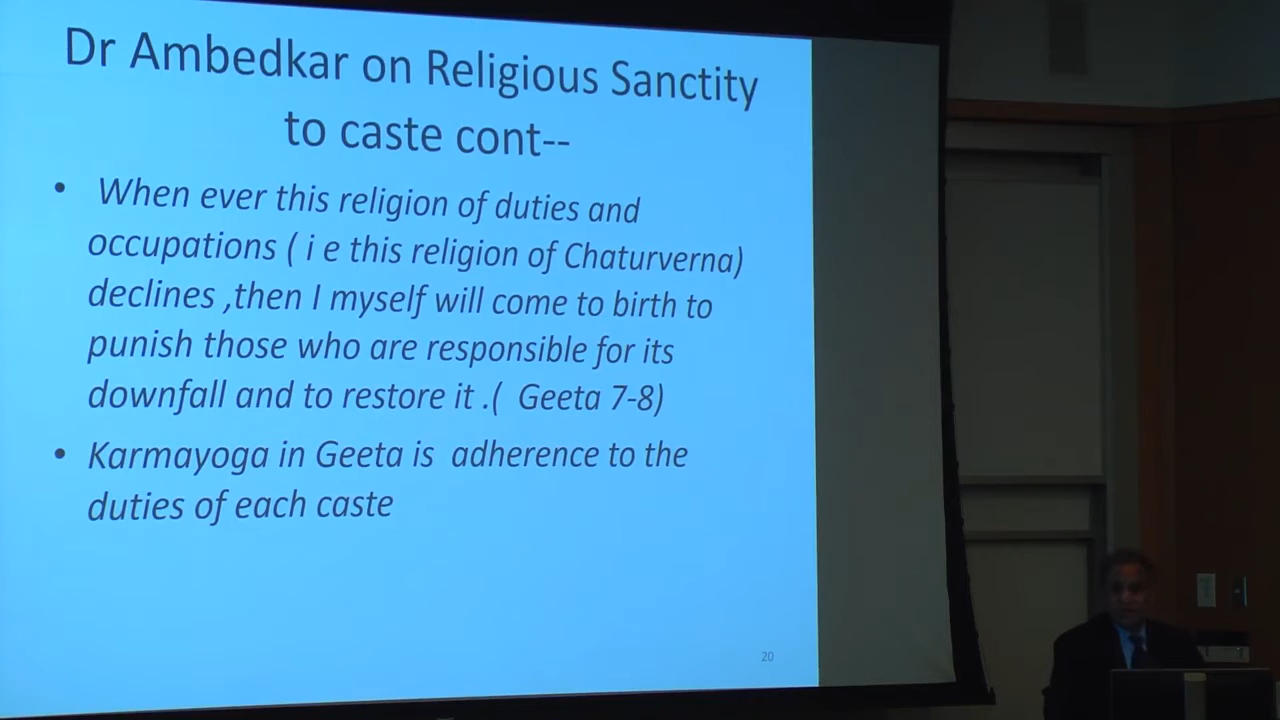 Dr Ambedkar on Religious Sanctity
to caste cont--
• When ever this religion of duties and
occupations ( i e this religion of Chaturverna)
declines ,then I myself will come to birth to
punish those who are responsible for its
downfall and to restore it .( Geeta 7-8)
• Karmayoga in Geeta is adherence to the
duties of each caste
20